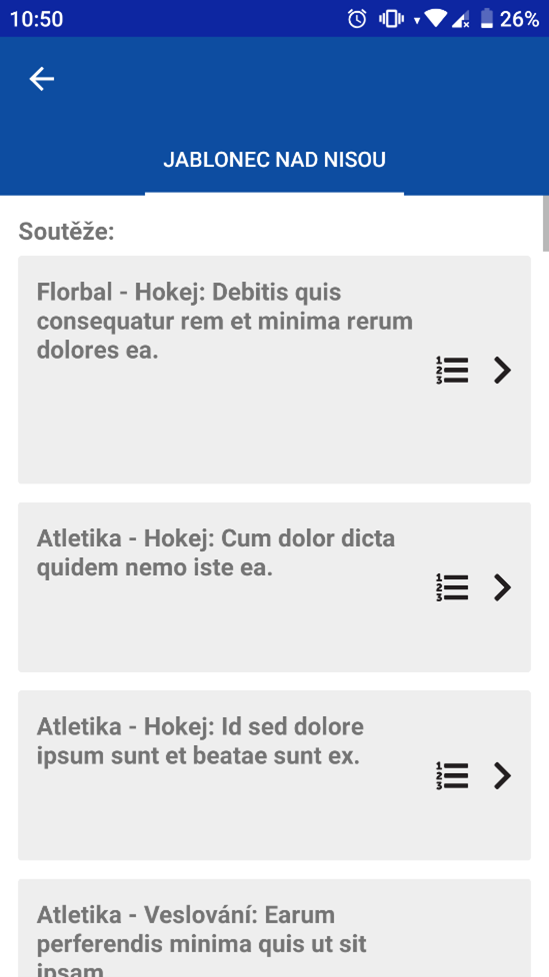 10:50 26%
JABLONEC NAD NISOU
Soutěže:
Florbal - Hokej: Debitis quis
consequatur rem et minima rerum
dolores ea.
Atletika - Hokej: Cum dolor dicta
quidem nemo iste ea.
Atletika - Hokej: Id sed dolore
ipsum sunt et beatae sunt ex.
Atletika - Veslování: Earum
perferendis minima quis ut sit
ipsam